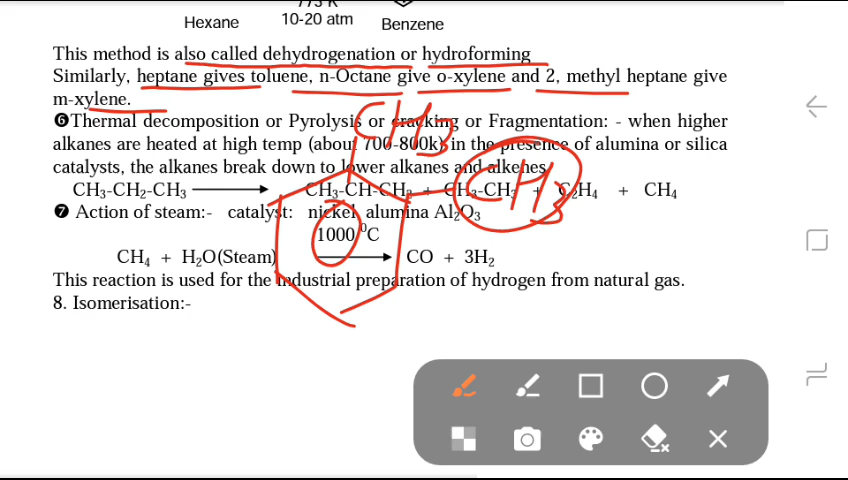 773 K
Hexane 10-20 atm Benzene
This method is also called dehydrogenation or hydroforming
Similarly, heptane gives toluene, n-Octane give o-xylene and 2, methyl heptane give
m-xylene.
❻Thermal decomposition or Pyrolysis or cracking or Fragmentation: - when higher
alkanes are heated at high temp (about 700-800k) in the presence of alumina or silica
catalysts, the alkanes break down to lower alkanes and alkenes.
CH3-CH2-CH3 ⟶ CH3-CH-CH2 + CH3-CH3 + C2H4 + CH4
❼ Action of steam:- catalyst: nickel, alumina Al2O3
1000 ⁰C
CH4 + H2O(Steam) ⟶ CO + 3H2
This reaction is used for the industrial preparation of hydrogen from natural gas.
8. Isomerisation:-
CH3
CH3